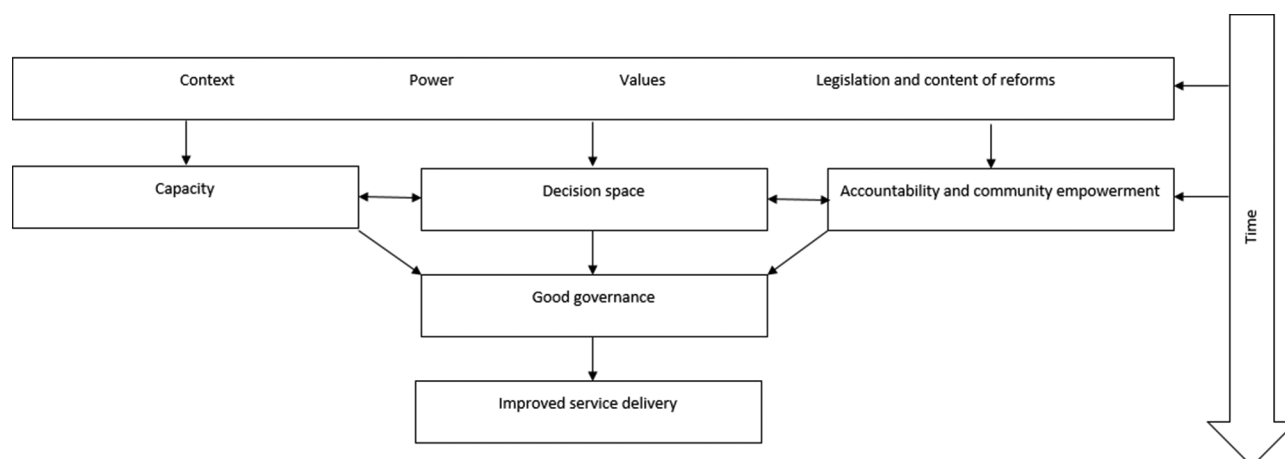 Context Power Values Legislation and content of reforms
Capacity Decision space Accountability and community empowerment
Time
Good governance
Improved service delivery